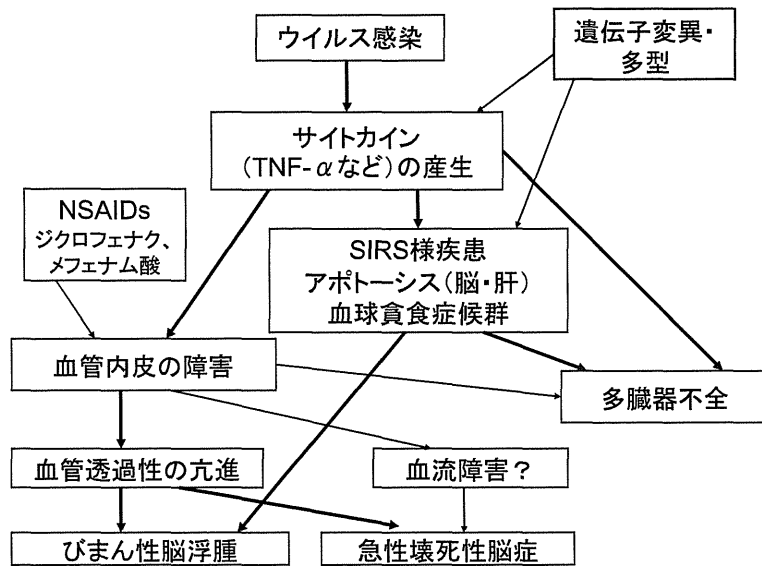 ウイルス感染
遺伝子変異・
多型
サイトカイン
（TNF-αなど）の産生
NSAIDs
ジクロフェナク、
メフェナム酸
SIRS様疾患
アポトーシス（脳・肝）
血球貪食症候群
血管内皮の障害
多臓器不全
血管透過性の亢進
血流障害？
びまん性脳浮腫
急性壊死性脳症